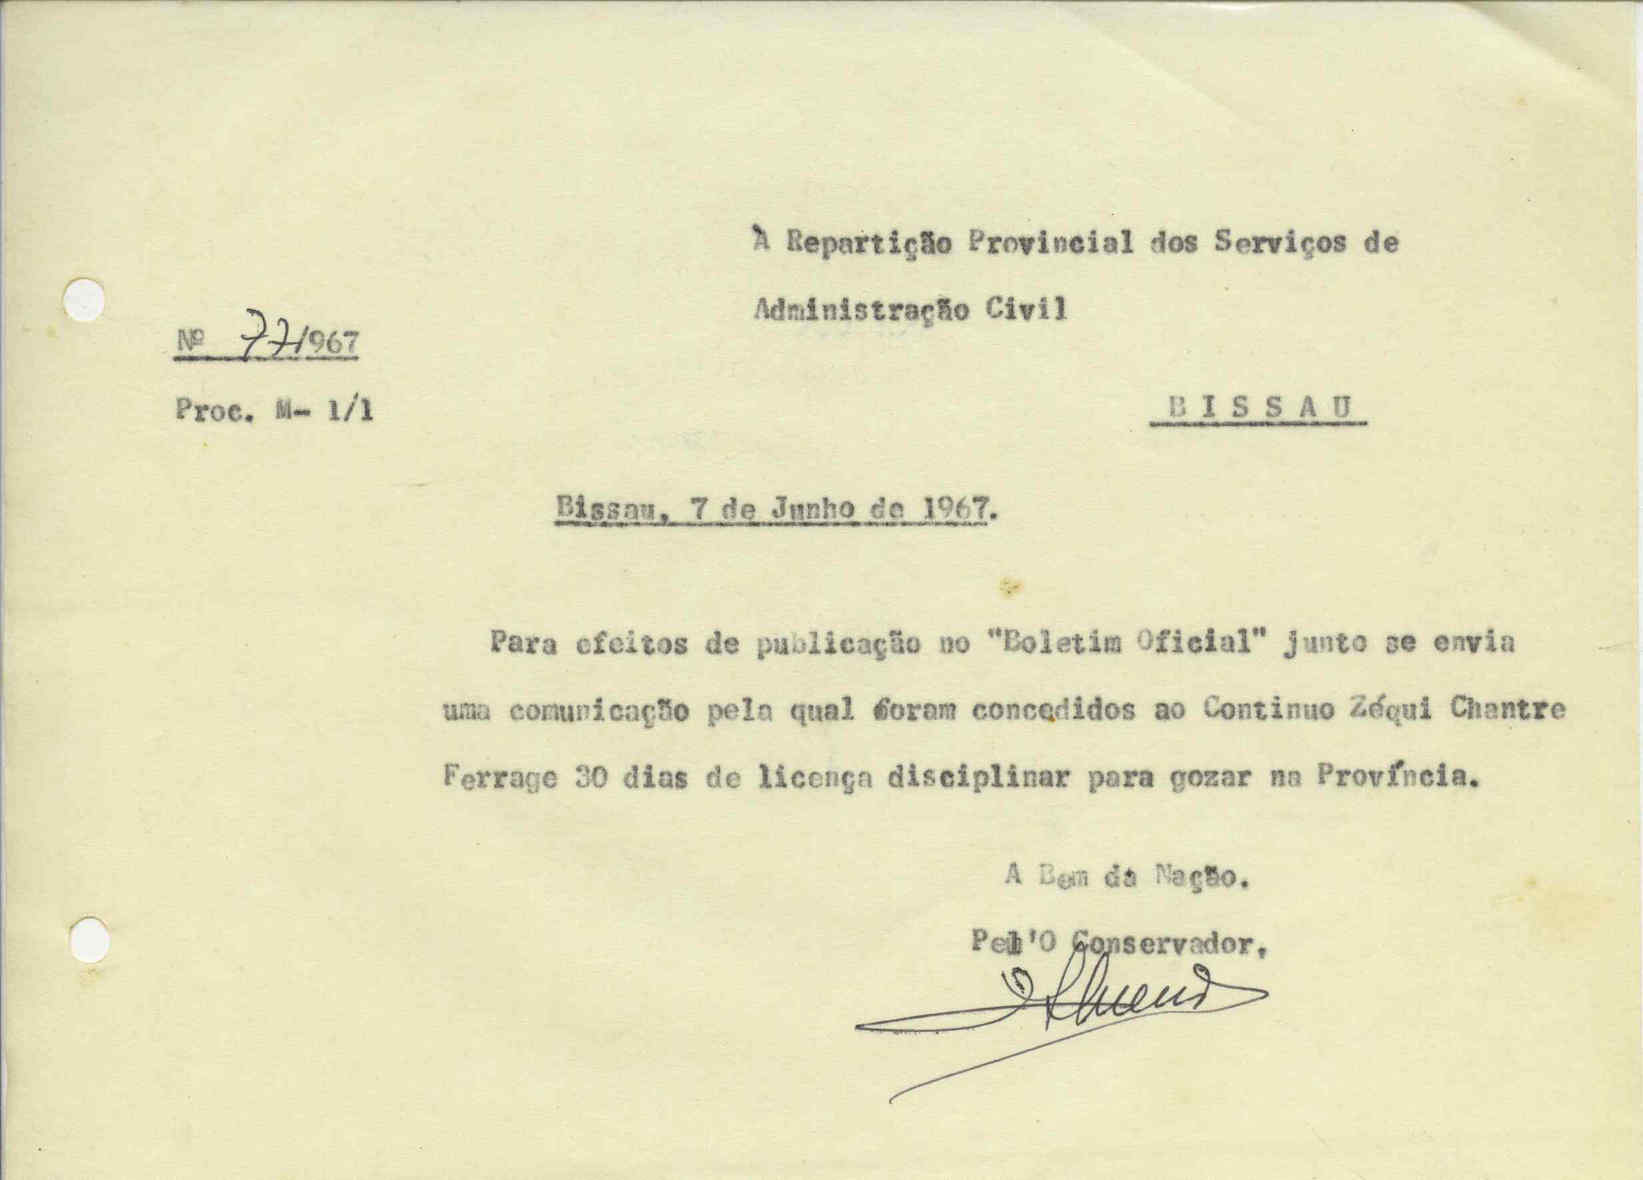 À Repartição Provincial dos Serviços de
Administração Civil
Nº 77/967
Proc. M- 1/1
BISSAU
Bissau, 7 de Junho de 1967.
Para efeitos de publicação no "Boletim Oficial" junto se envia
uma comunicação pela qual foram concedidos ao Continuo Zéqui Chantre
Ferrage 30 dias de licença disciplinar para gozar na Província.
A Bem da Nação.
Pel'O Conservador,